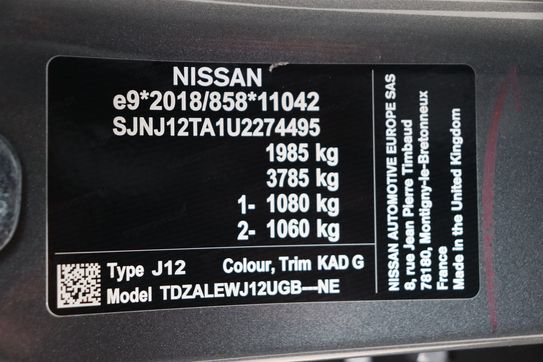 NISSAN
e9*2018/858*11042
SJNJ12TA1U2274495
1985 kg
3785 kg
1- 1080 kg
2- 1060 kg
Type J12 Colour, Trim KAD G
Model TDZALEWJ12UGB---NE
NISSAN AUTOMOTIVE EUROPE SAS
8, rue Jean Pierre Timbaud
78180, Montigny-le-Bretonneux
France
Made in the United Kingdom